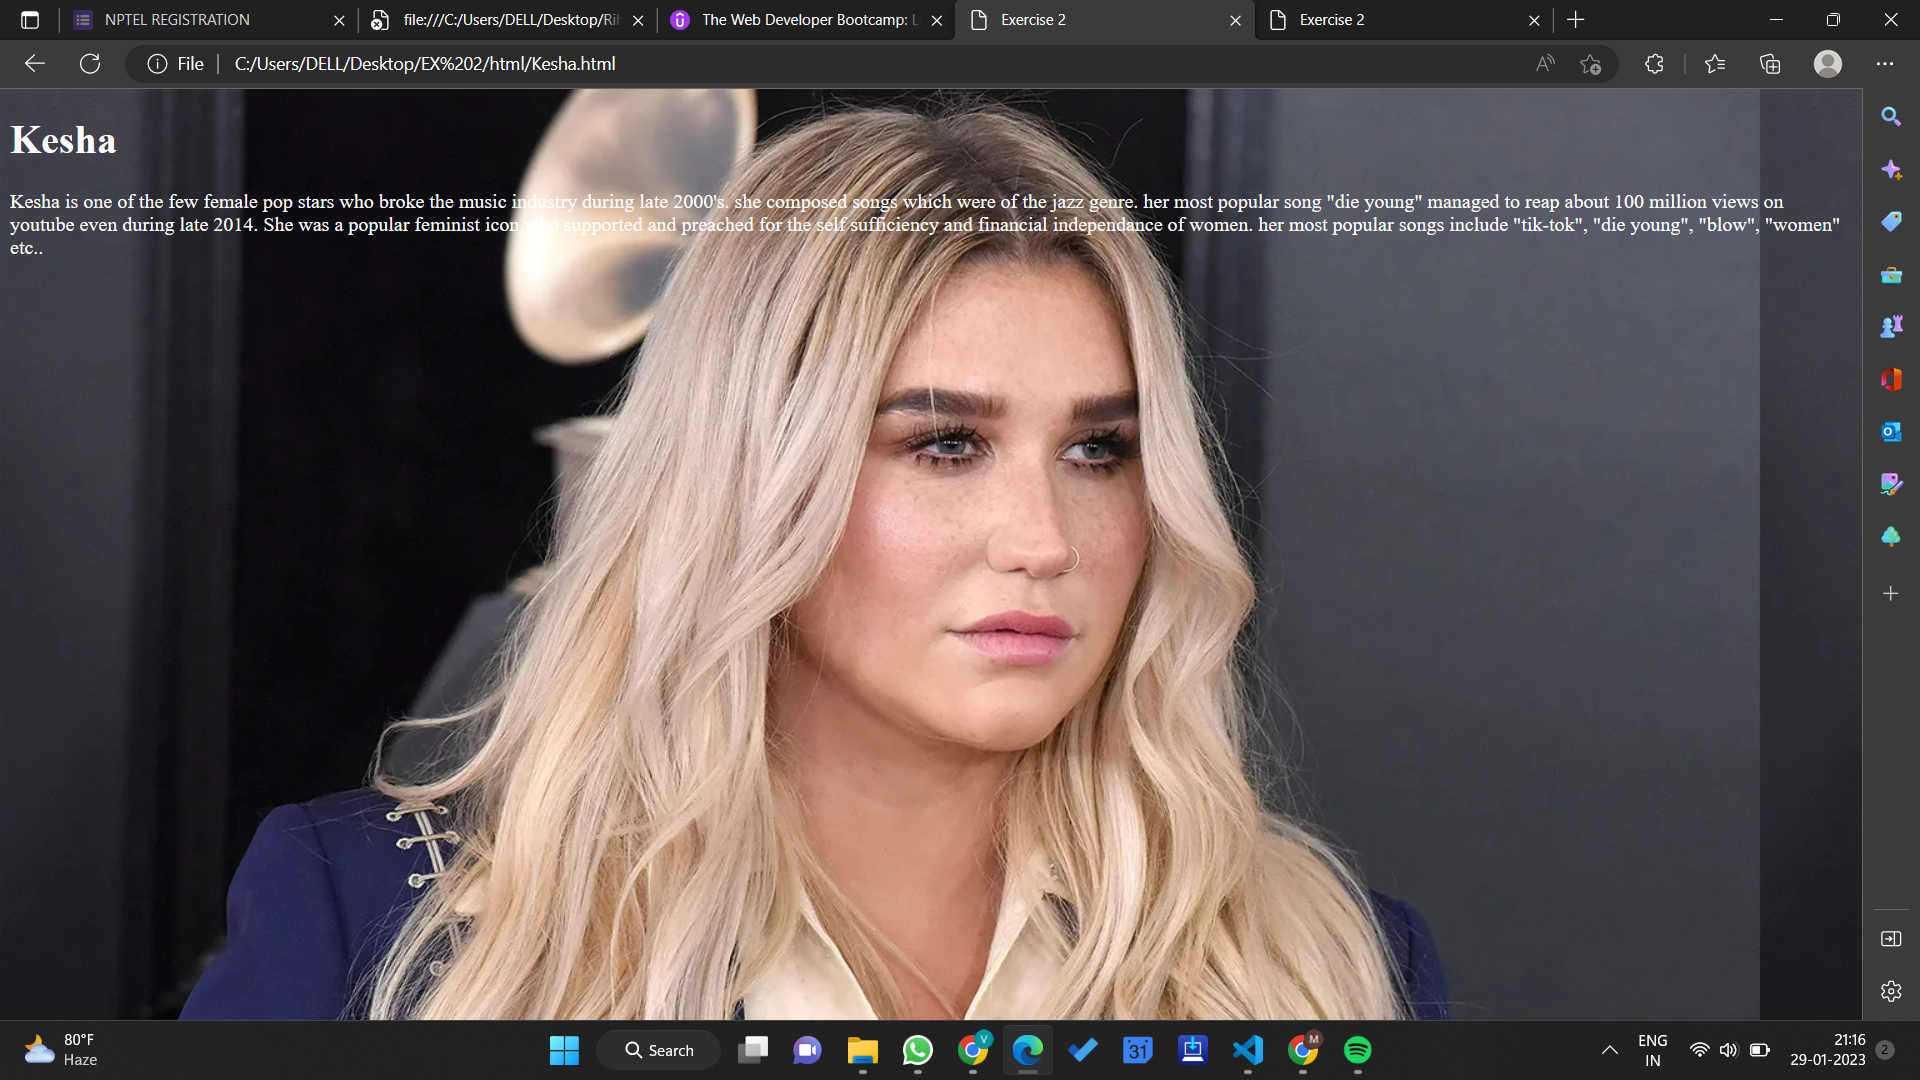 NPTEL REGISTRATION
file:///C:/Users/DELL/Desktop/Rih
The Web Developer Bootcamp: L
Exercise 2
Exercise 2
File
C:/Users/DELL/Desktop/EX%202/html/Kesha.html
Kesha
Kesha is one of the few female pop stars who broke the music industry during late 2000's. she composed songs which were of the jazz genre. her most popular song "die young" managed to reap about 100 million views on
youtube even during late 2014. She was a popular feminist icon who supported and preached for the self sufficiency and financial independance of women. her most popular songs include "tik-tok", "die young", "blow", "women"
etc..
80°F
Haze
Search
V
31
M
ENG
IN
21:16
29-01-2023
2